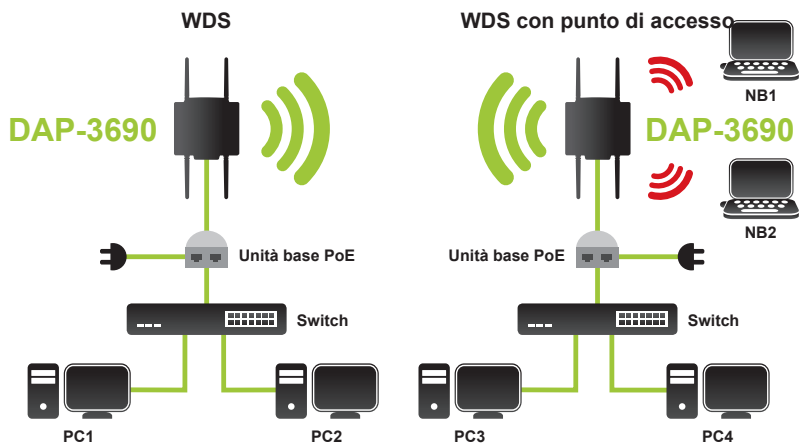 WDS
WDS con punto di accesso
DAP-3690
DAP-3690
NB1
NB2
Unità base PoE
Unità base PoE
Switch
Switch
PC1
PC2
PC3
PC4